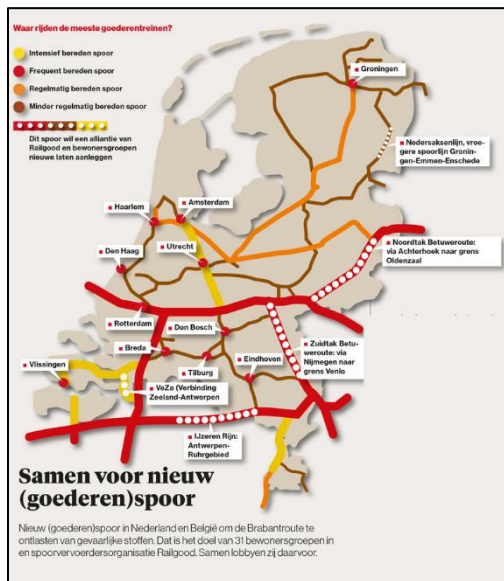 Waar rijden de meeste goederentreinen?
Intensief bereden spoor
Frequent bereden spoor
Regelmatig bereden spoor
Minder regelmatig bereden spoor
Dit spoor wil een alliantie van
Railgood en bewonersgroepen
nieuwe laten aanleggen
Groningen
Nedersaksenlijn, vroe-
gere spoorlijn Gronin-
gen-Emmen-Enschede
Haarlem
Amsterdam
Utrecht
Den Haag
Noordtak Betuweroute:
via Achterhoek naar grens
Oldenzaal
Rotterdam
Den Bosch
Breda
Tilburg
Eindhoven
Zuidtak Betu-
weroute: via
Nijmegen naar
grens Venlo
Vlissingen
VeZa (Verbinding
Zeeland-Antwerpen
IJzeren Rijn:
Antwerpen-
Ruhrgebied
Samen voor nieuw
(goederen)spoor
Nieuw (goederen)spoor in Nederland en België om de Brabantroute te
ontlasten van gevaarlijke stoffen. Dat is het doel van 31 bewonersgroepen in
en spoorvervoerdersorganisatie Railgood. Samen lobbyen zij daarvoor.